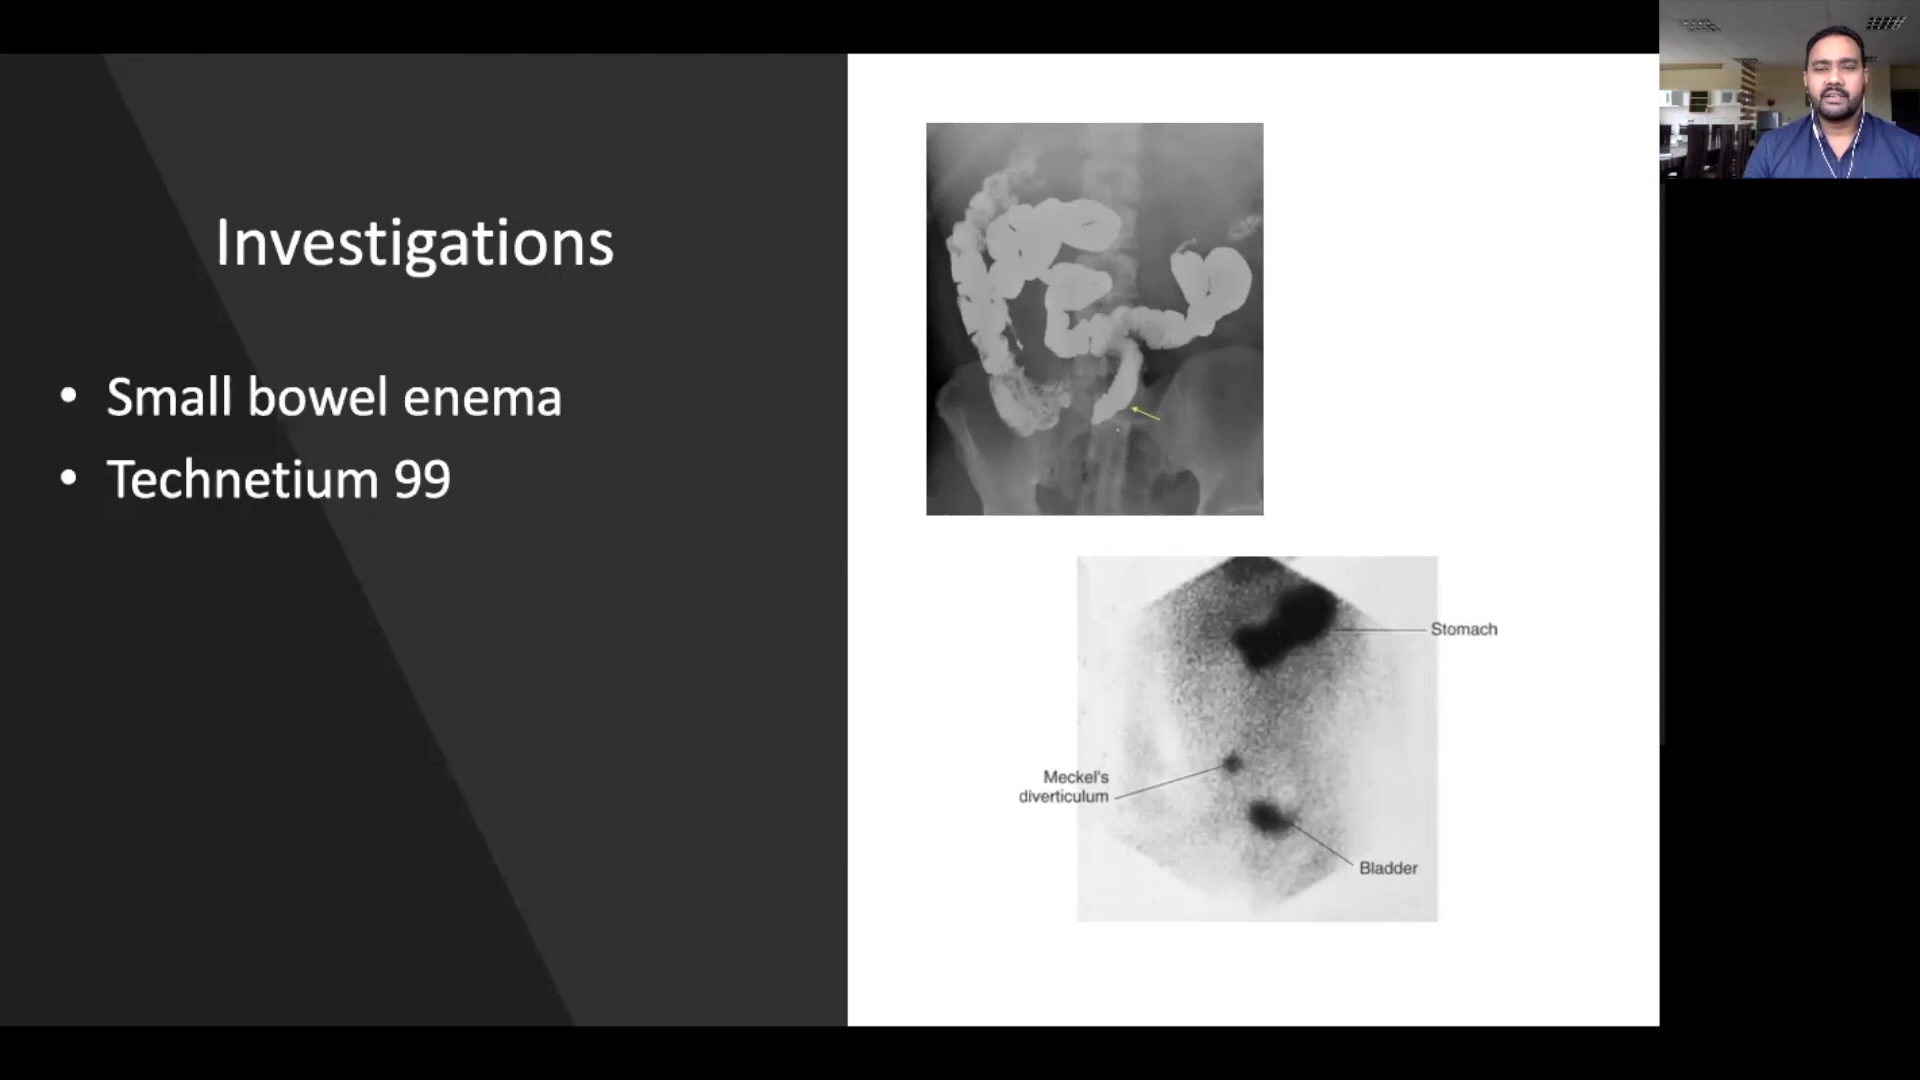 Investigations
• Small bowel enema
• Technetium 99
Stomach
Meckel's
diverticulum
Bladder